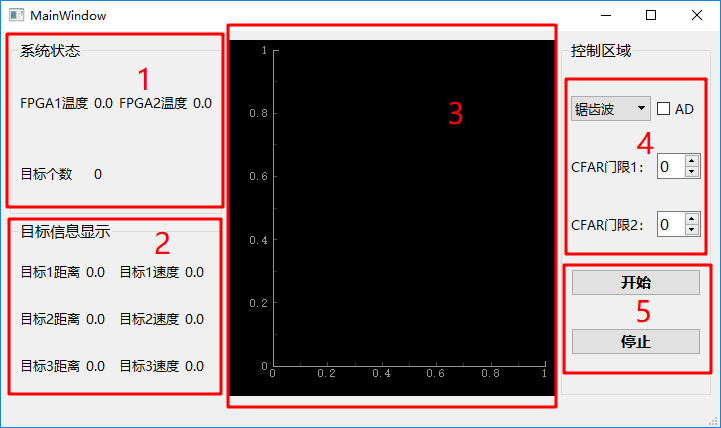 MainWindow
系统状态
1
FPGA1温度 0.0 FPGA2温度 0.0
目标个数 0
目标信息显示
2
目标1距离 0.0 目标1速度 0.0
目标2距离 0.0 目标2速度 0.0
目标3距离 0.0 目标3速度 0.0
3
1
0.8
0.6
0.4
0.2
0
0 0.2 0.4 0.6 0.8 1
控制区域
锯齿波 AD
4
CFAR门限1: 0
CFAR门限2: 0
开始
5
停止